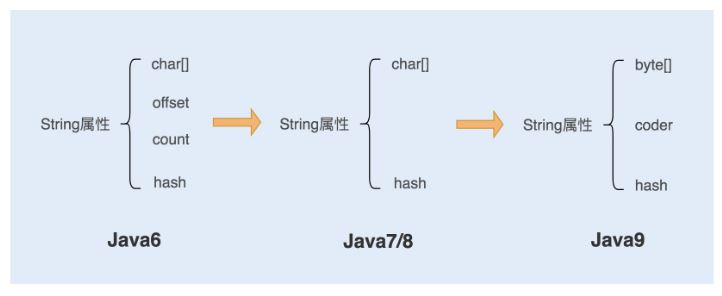 String属性
char[]
offset
count
hash
Java6
String属性
char[]
hash
Java7/8
String属性
byte[]
coder
hash
Java9